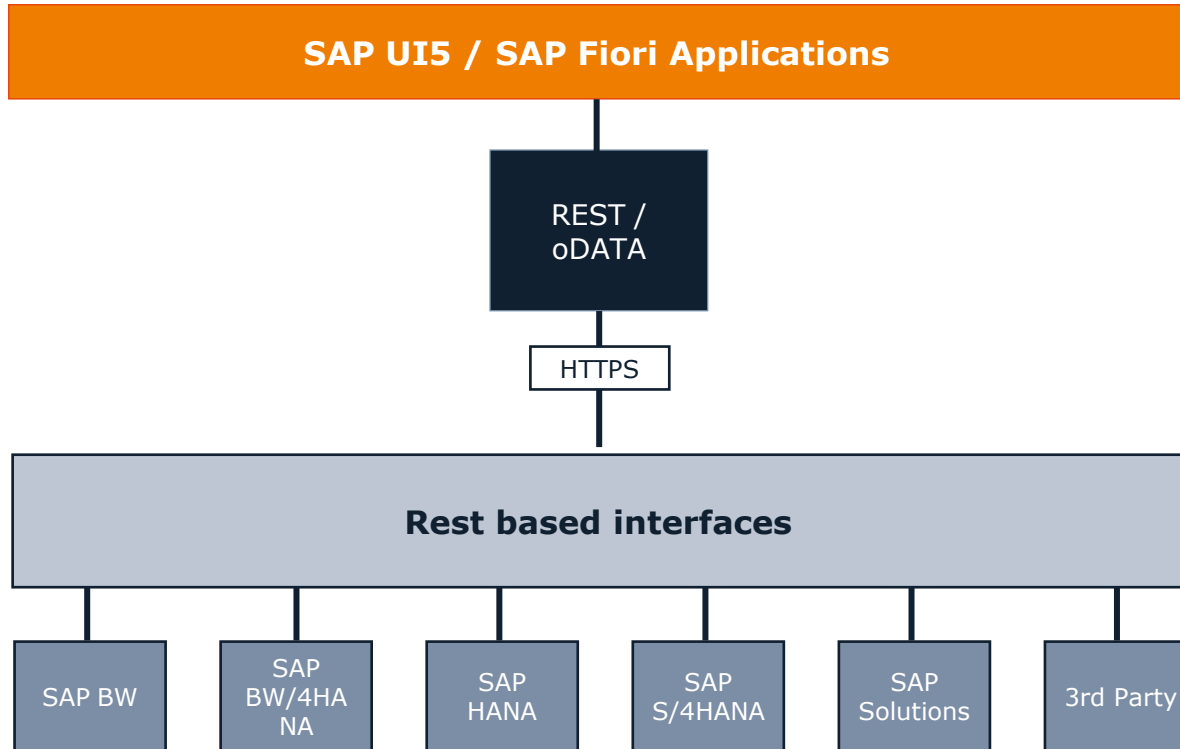 SAP UI5 / SAP Fiori Applications
REST /
oDATA
HTTPS
Rest based interfaces
SAP BW
SAP
BW/4HA
NA
SAP
HANA
SAP
S/4HANA
SAP
Solutions
3rd Party